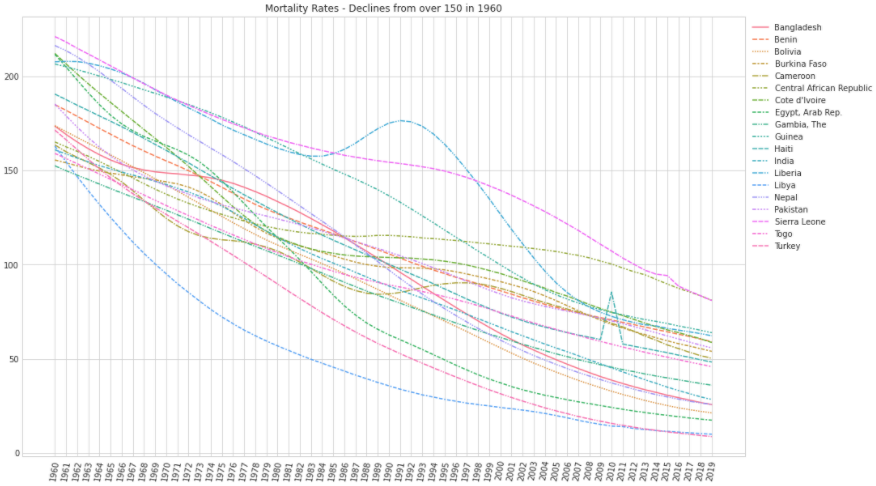 Mortality Rates - Declines from over 150 in 1960
200
150
100
50
0
1960 1961 1962 1963 1964 1965 1966 1967 1968 1969 1970 1971 1972 1973 1974 1975 1976 1977 1978 1979 1980 1981 1982 1983 1984 1985 1986 1987 1988 1989 1990 1991 1992 1993 1994 1995 1996 1997 1998 1999 2000 2001 2002 2003 2004 2005 2006 2007 2008 2009 2010 2011 2012 2013 2014 2015 2016 2017 2018 2019
Bangladesh
Benin
Bolivia
Burkina Faso
Cameroon
Central African Republic
Cote d'Ivoire
Egypt, Arab Rep.
Gambia, The
Guinea
Haiti
India
Liberia
Libya
Nepal
Pakistan
Sierra Leone
Togo
Turkey